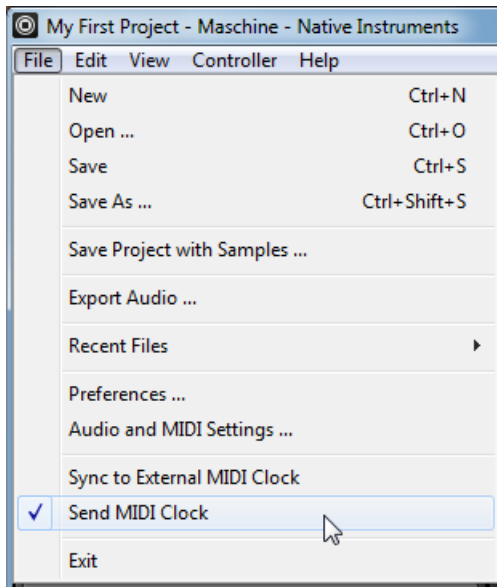 My First Project - Maschine - Native Instruments
File Edit View Controller Help
New Ctrl+N
Open ... Ctrl+O
Save Ctrl+S
Save As ... Ctrl+Shift+S
Save Project with Samples ...
Export Audio ...
Recent Files
Preferences ...
Audio and MIDI Settings ...
Sync to External MIDI Clock
Send MIDI Clock
Exit